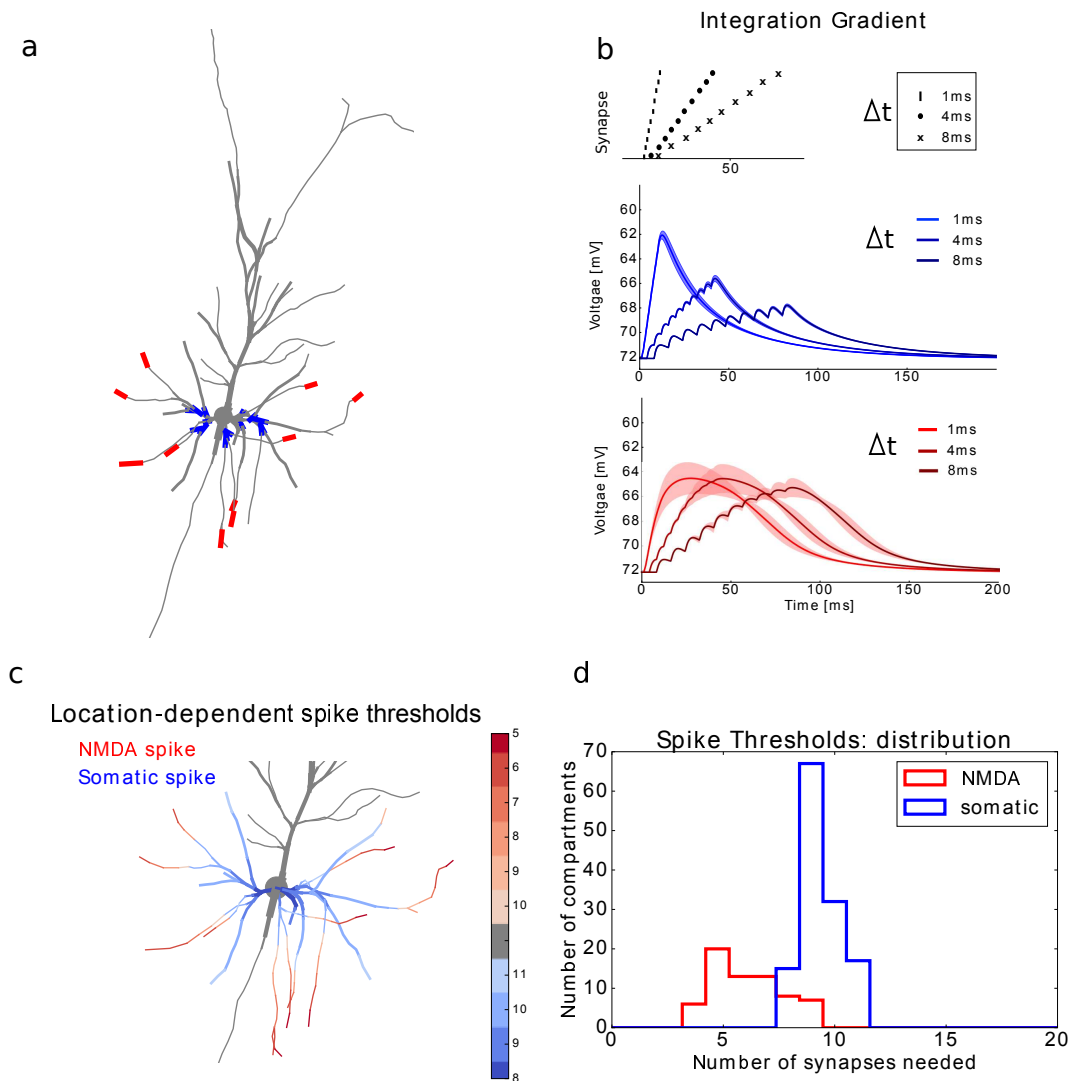 Integration Gradient
a
b
Synapse
50
Δt
1ms
4ms
x 8ms
Voltgae [mV]
60
62
64
66
68
70
72
0
50
100
150
Δt
1ms
4ms
8ms
Voltgae [mV]
60
62
64
66
68
70
72
0
50
100
150
200
Time [ms]
Δt
1ms
4ms
8ms
c
Location-dependent spike thresholds
NMDA spike
Somatic spike
5
6
7
8
9
10
11
10
9
8
d
Spike Thresholds: distribution
Number of compartments
70
60
50
40
30
20
10
0
0
5
10
15
20
Number of synapses needed
NMDA
somatic